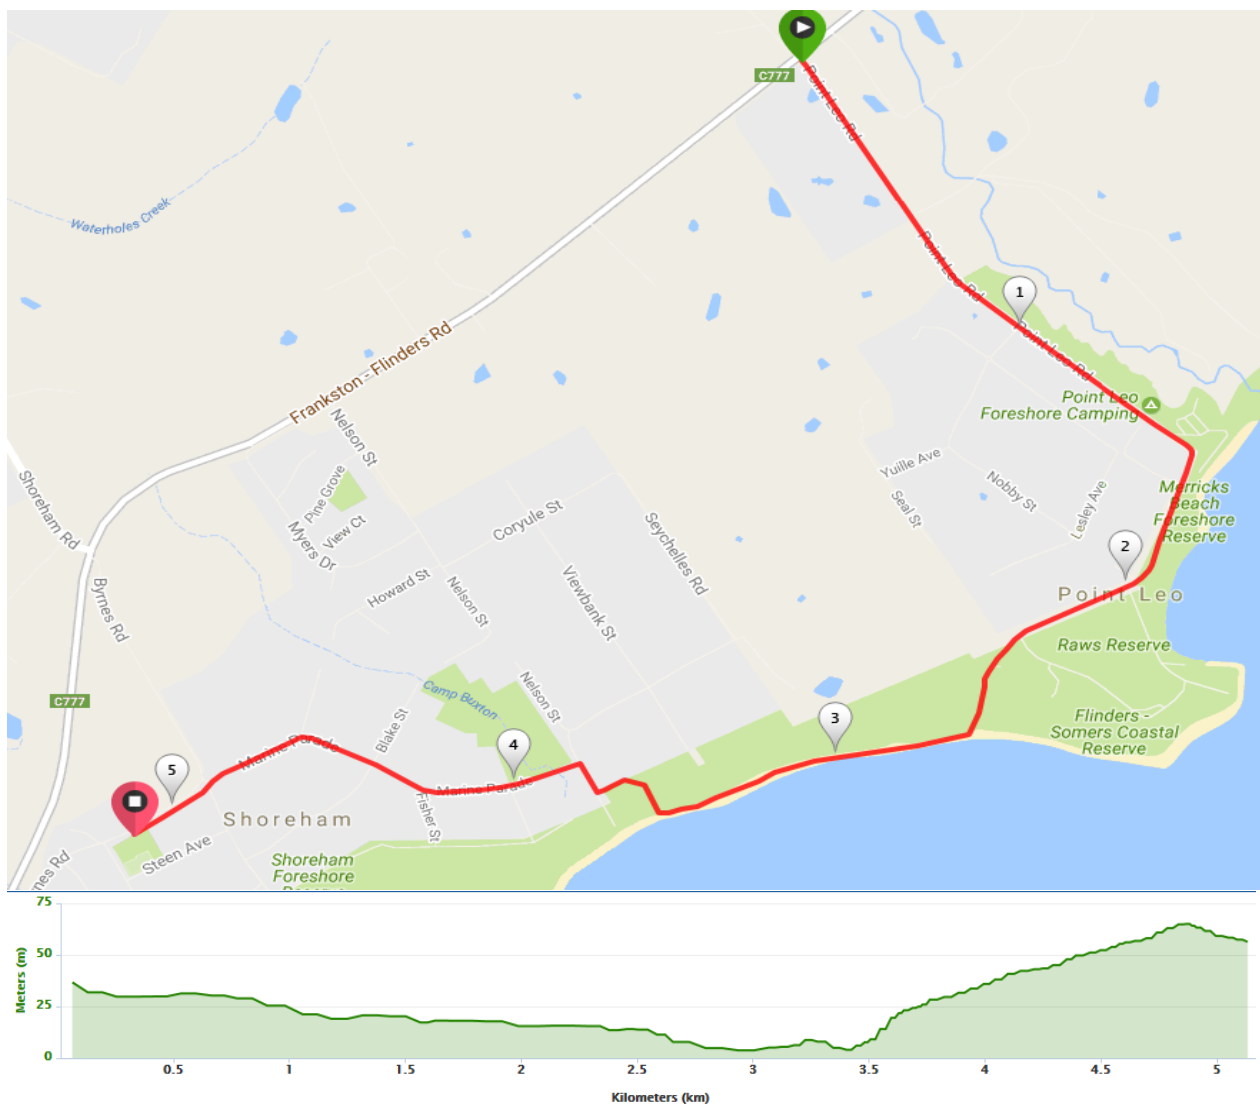 C777
Point Leo Rd
Waterholes Creek
Point Leo Rd
1
Point Leo Rd
Frankston - Flinders Rd
Point Leo
Foreshore Camping
Nelson St
Yuille Ave
Pine Grove
Shoreham Rd
Nobby St
Seal St
Lesley Ave
Merricks
Beach
Foreshore
Reserve
Coryule St
Myers Dr
View Ct
Seychelles Rd
2
Howard St
Nelson St
Viewbank St
Byrnes Rd
Point Leo
Raws Reserve
C777
Camp Buxton
Nelson St
Blake St
3
Flinders -
Somers Coastal
Reserve
4
Marine Parade
5
Marine Parade
Fisher St
Shoreham
Steen Ave
nes Rd
Shoreham
Foreshore
75
50
25
0
Meters (m)
0.5
1
1.5
2
2.5
3
3.5
4
4.5
5
Kilometers (km)